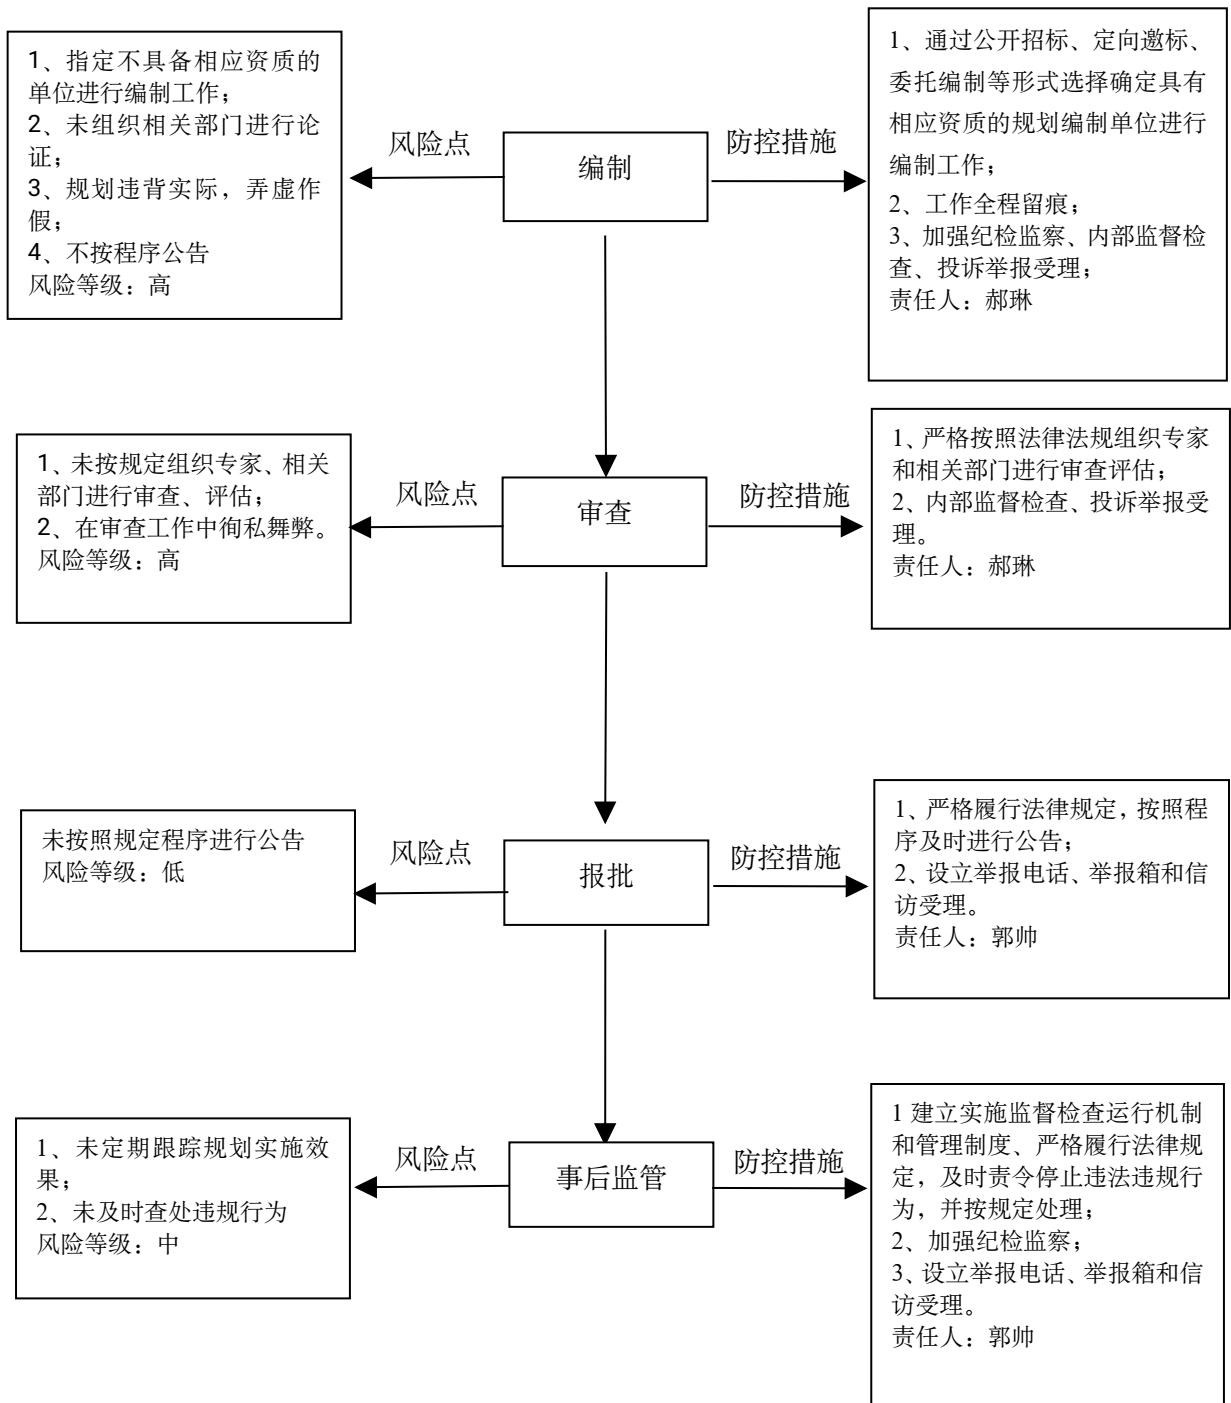 1、指定不具备相应资质的
单位进行编制工作；
2、未组织相关部门进行论
证；
3、规划违背实际，弄虚作
假；
4、不按程序公告
风险等级：高
风险点
编制
防控措施
1、通过公开招标、定向邀标、
委托编制等形式选择确定具有
相应资质的规划编制单位进行
编制工作；
2、工作全程留痕；
3、加强纪检监察、内部监督检
查、投诉举报受理；
责任人：郝琳
1、未按规定组织专家、相关
部门进行审查、评估；
2、在审查工作中徇私舞弊。
风险等级：高
风险点
审查
防控措施
1、严格按照法律法规组织专家
和相关部门进行审查评估；
2、内部监督检查、投诉举报受
理。
责任人：郝琳
未按照规定程序进行公告
风险等级：低
风险点
报批
防控措施
1、严格履行法律规定，按照程
序及时进行公告；
2、设立举报电话、举报箱和信
访受理。
责任人：郭帅
1、未定期跟踪规划实施效
果；
2、未及时查处违规行为
风险等级：中
风险点
事后监管
防控措施
1 建立实施监督检查运行机制
和管理制度、严格履行法律规
定，及时责令停止违法违规行
为，并按规定处理；
2、加强纪检监察；
3、设立举报电话、举报箱和信
访受理。
责任人：郭帅